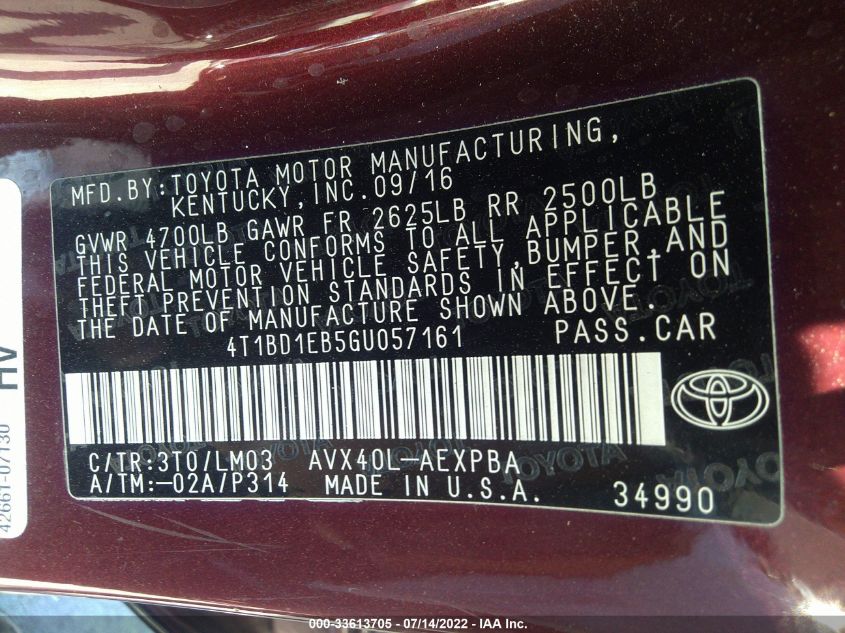 MFD.BY:TOYOTA MOTOR MANUFACTURING,
KENTUCKY,INC.09/16
GVWR 4700LB GAWR FR 2625LB RR 2500LB
THIS VEHICLE CONFORMS TO ALL APPLICABLE
FEDERAL MOTOR VEHICLE SAFETY,BUMPER,AND
THEFT PREVENTION STANDARDS IN EFFECT ON
THE DATE OF MANUFACTURE SHOWN ABOVE.
4T1BD1EB5GU057161 PASS.CAR
C/TR:3T0/LM03 AVX40L—AEXPBA
A/TM:—02A/P314 MADE IN U.S.A. 34990
HV
42661-07130
000-33613705 - 07/14/2022 - IAA Inc.